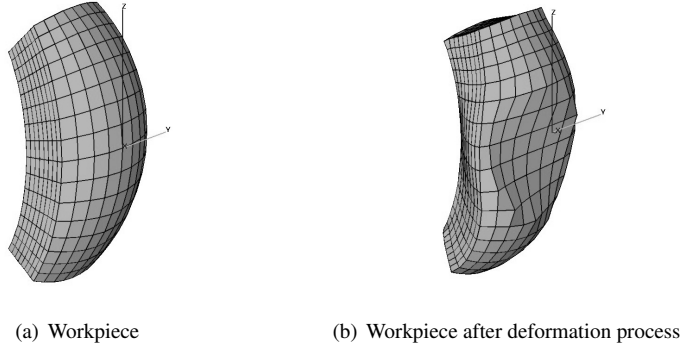 Z
Y
X
Z
Y
X
(a) Workpiece
(b) Workpiece after deformation process